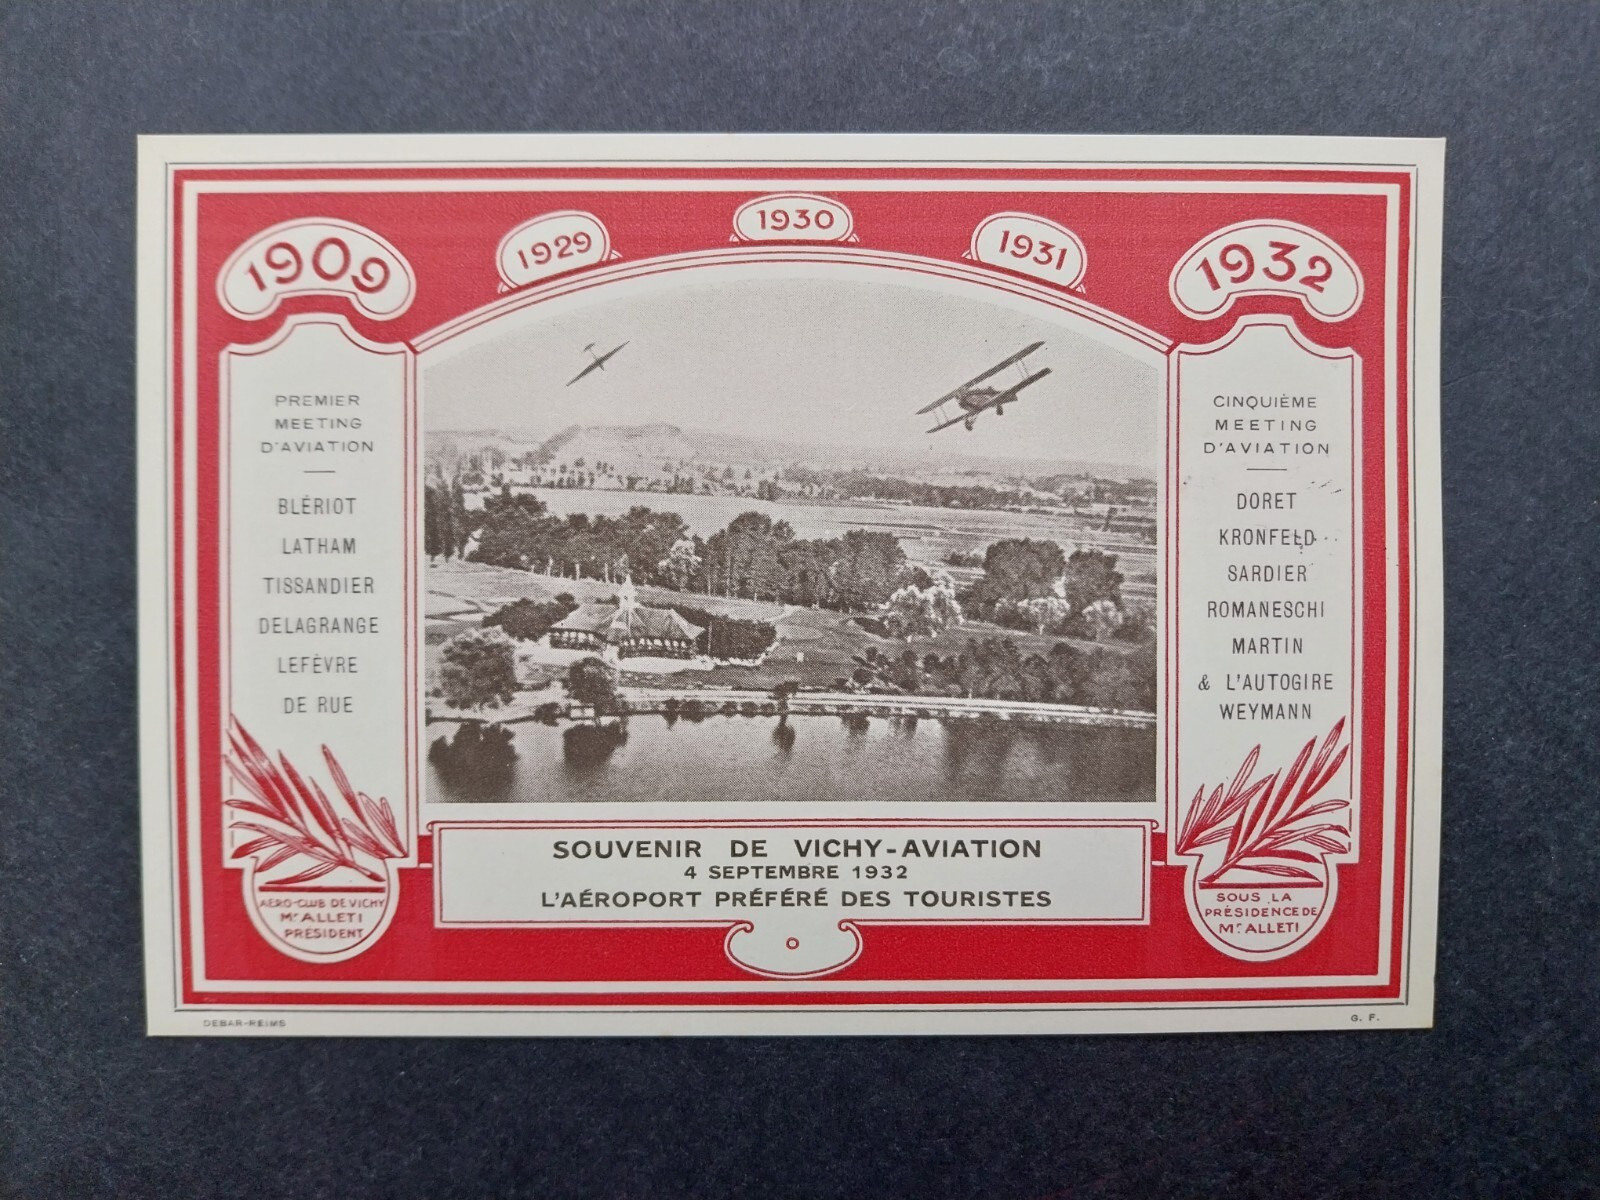 1909
1929
1930
1931
1932
PREMIER
MEETING
D'AVIATION
BLÉRIOT
LATHAM
TISSANDIER
DELAGRANGE
LEFÈVRE
DE RUE
AÉRO-CLUB DE VICHY
Mr ALLETI
PRÉSIDENT
CINQUIÈME
MEETING
D'AVIATION
DORET
KRONFELD
SARDIER
ROMANESCHI
MARTIN
& L'AUTOGIRE
WEYMANN
SOUS LA
PRÉSIDENCE DE
Mr ALLETI
SOUVENIR DE VICHY-AVIATION
4 SEPTEMBRE 1932
L'AÉROPORT PRÉFÉRÉ DES TOURISTES
DEBAR-REIMS
G. F.